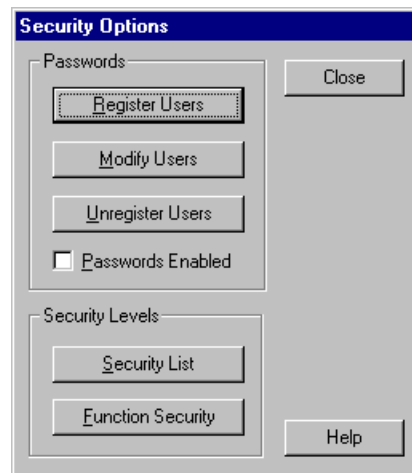 Security Options
Passwords
Register Users
Modify Users
Unregister Users
Passwords Enabled
Close
Security Levels
Security List
Function Security
Help